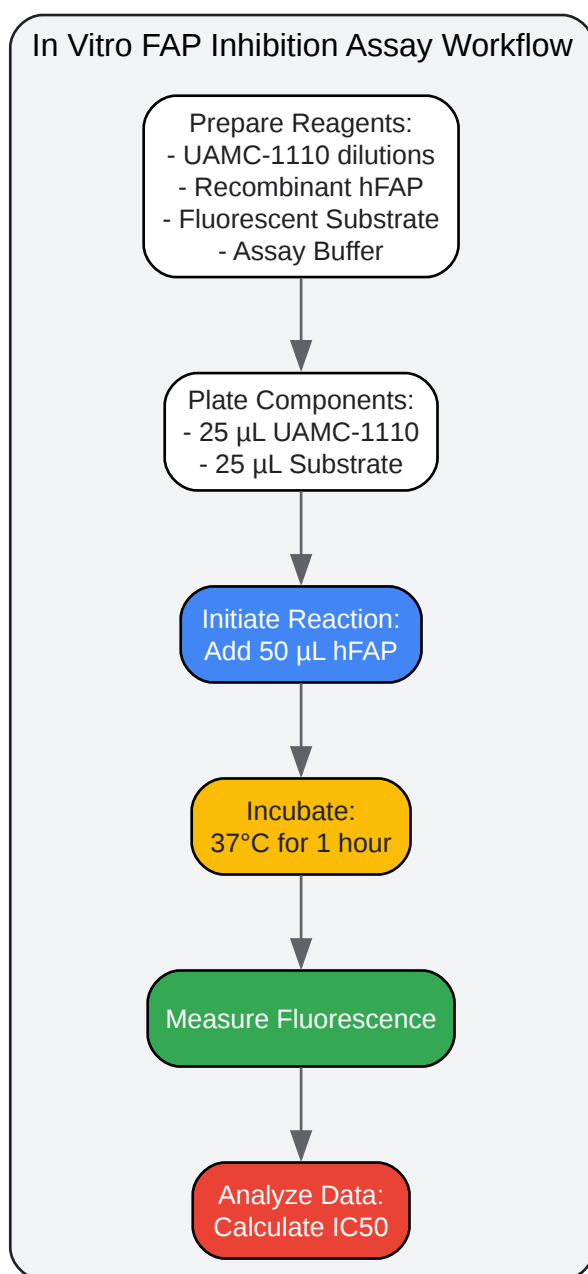 In Vitro FAP Inhibition Assay Workflow
Prepare Reagents:
- UAMC-1110 dilutions
- Recombinant hFAP
- Fluorescent Substrate
- Assay Buffer
Plate Components:
- 25 µL UAMC-1110
- 25 µL Substrate
Initiate Reaction:
Add 50 µL hFAP
Incubate:
37°C for 1 hour
Measure Fluorescence
Analyze Data:
Calculate IC50